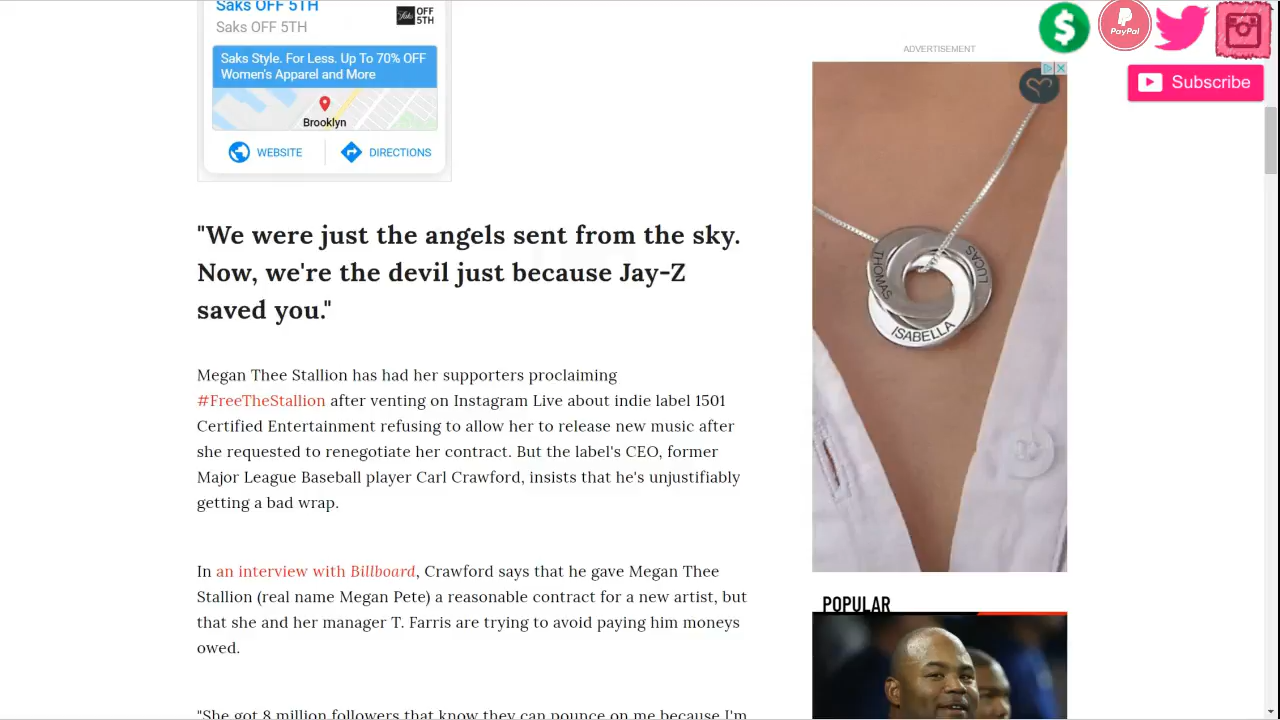 Saks OFF 5TH
Saks OFF 5TH
Saks OFF
5TH
Saks Style. For Less. Up To 70% OFF
Women's Apparel and More
Brooklyn
WEBSITE
DIRECTIONS
"We were just the angels sent from the sky.
Now, we're the devil just because Jay-Z
saved you."
Megan Thee Stallion has had her supporters proclaiming
#FreeTheStallion after venting on Instagram Live about indie label 1501
Certified Entertainment refusing to allow her to release new music after
she requested to renegotiate her contract. But the label's CEO, former
Major League Baseball player Carl Crawford, insists that he's unjustifiably
getting a bad wrap.
In an interview with Billboard, Crawford says that he gave Megan Thee
Stallion (real name Megan Pete) a reasonable contract for a new artist, but
that she and her manager T. Farris are trying to avoid paying him moneys
owed.
"She got 8 million followers that know they can pounce on me because I'm
ADVERTISEMENT
THOMAS
LUCAS
ISABELLA
POPULAR
$
PayPal
Subscribe